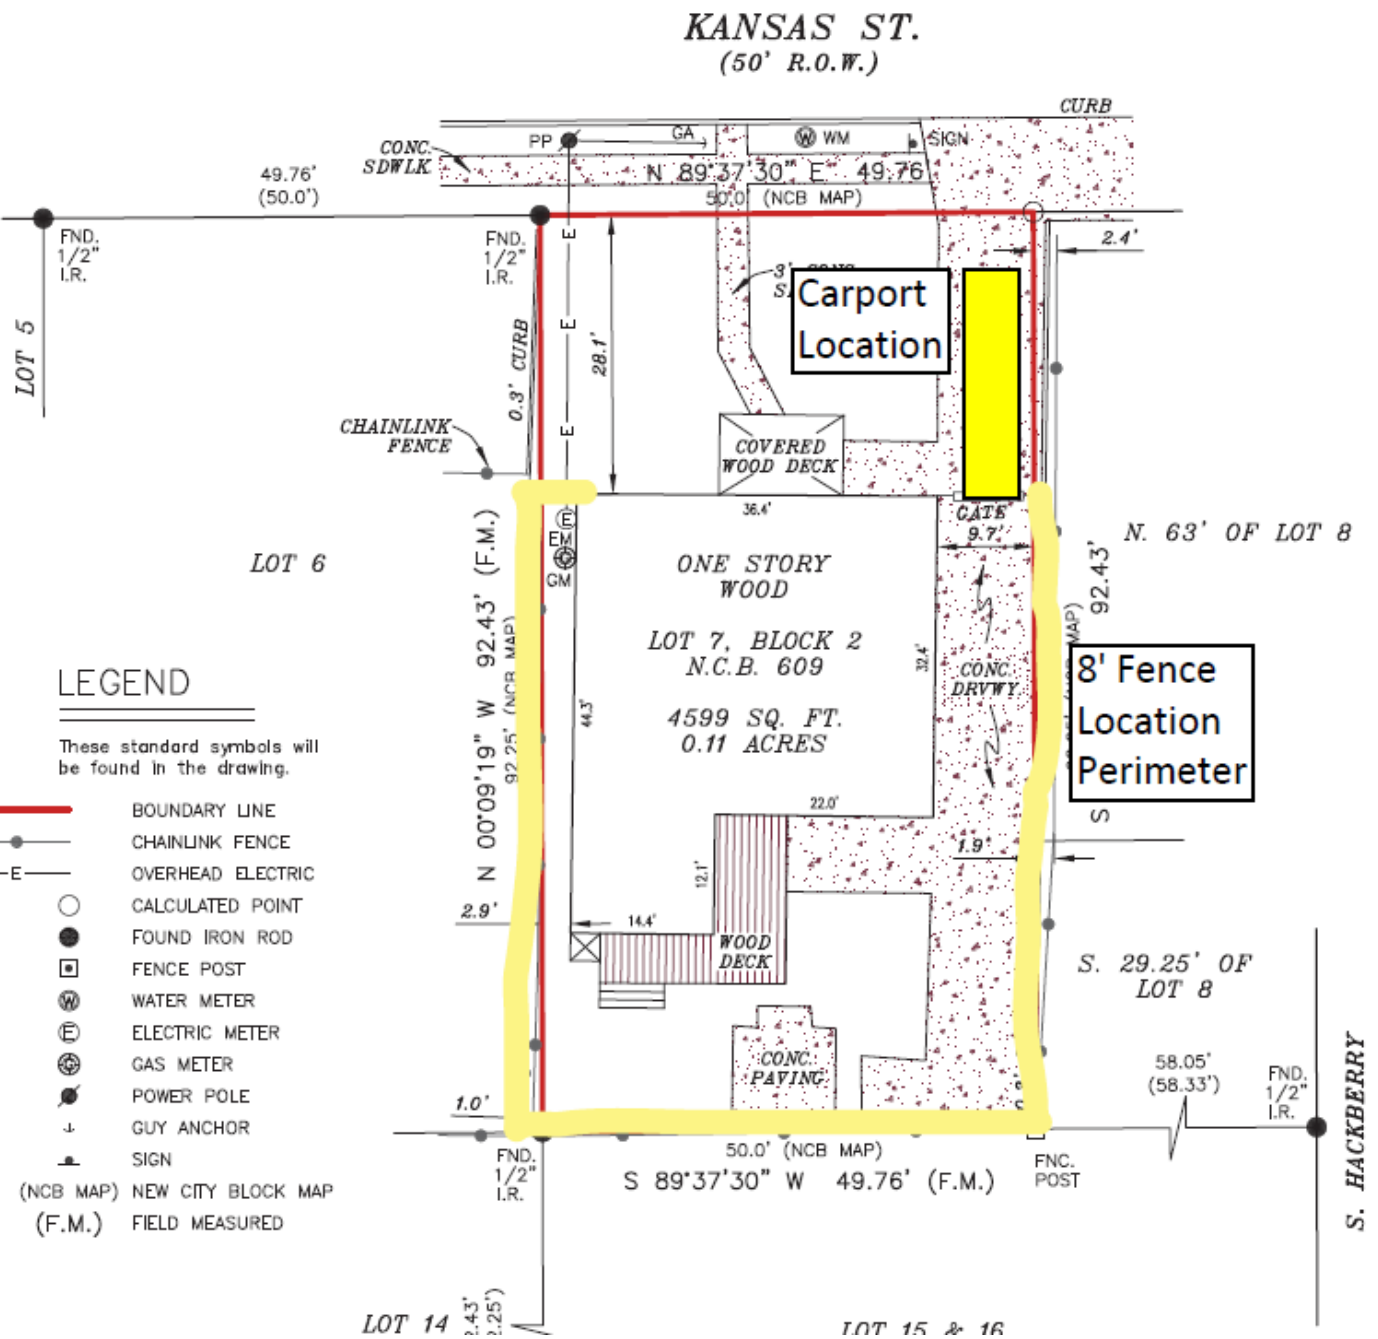 KANSAS ST.
(50' R.O.W.)
CURB
PP
GA
W WM
SIGN
CONC.
SDWLK.
N 89°37'30" E 49.76'
50.0' (NCB MAP)
49.76'
(50.0')
FND.
1/2"
I.R.
FND.
1/2"
I.R.
2.4'
E
E
E
3' CONC.
Carport
Location
LOT 5
0.3' CURB
28.1'
CHAINLINK
FENCE
COVERED
WOOD DECK
36.4'
GATE
9.7'
E
EM
G
GM
ONE STORY
WOOD
LOT 7, BLOCK 2
N.C.B. 609
4599 SQ. FT.
0.11 ACRES
LOT 6
N. 63' OF LOT 8
N 00°09'19" W 92.43' (F.M.)
92.25' (NCB MAP)
44.3'
32.4'
CONC.
DRVWY.
S
92.43'
MAP)
8' Fence
Location
Perimeter
22.0'
1.9'
12.1'
2.9'
14.4'
WOOD
DECK
S. 29.25' OF
LOT 8
CONC.
PAVING
1.0'
58.05'
(58.33')
FND.
1/2"
I.R.
S. HACKBERRY
FND.
1/2"
I.R.
50.0' (NCB MAP)
S 89°37'30" W 49.76' (F.M.)
FNC.
POST
LOT 14
LOT 15 & 16
LEGEND
These standard symbols will
be found in the drawing.
BOUNDARY LINE
CHAINLINK FENCE
E OVERHEAD ELECTRIC
CALCULATED POINT
FOUND IRON ROD
FENCE POST
W WATER METER
E ELECTRIC METER
G GAS METER
POWER POLE
GUY ANCHOR
SIGN
(NCB MAP) NEW CITY BLOCK MAP
(F.M.) FIELD MEASURED